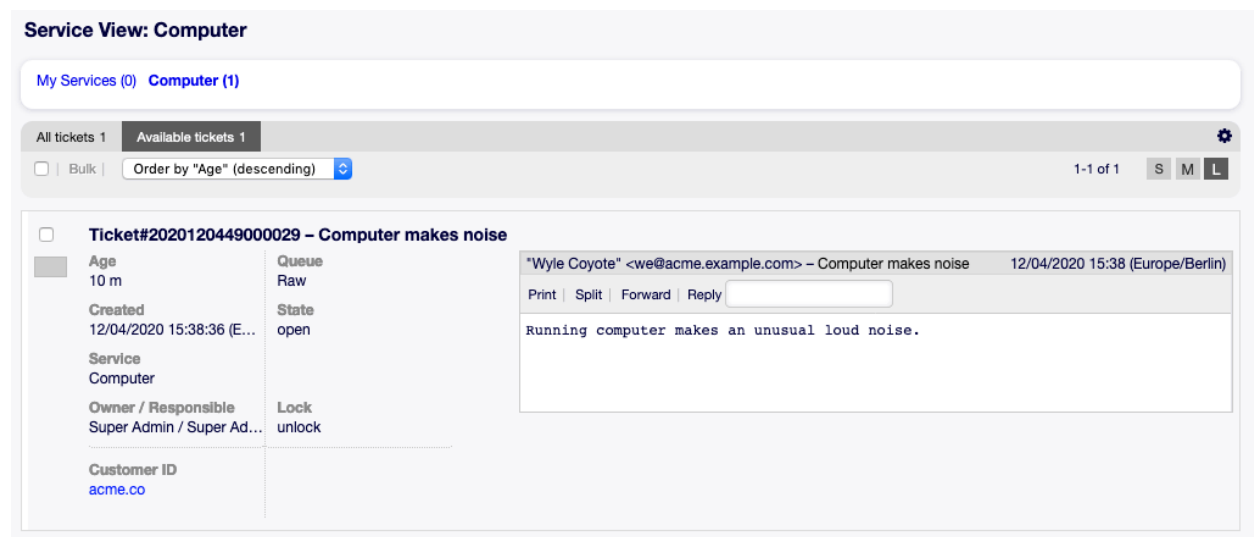 Service View: Computer
My Services (0) Computer (1)
All tickets 1 Available tickets 1
| Bulk | Order by "Age" (descending) 1-1 of 1 S M L
Ticket#2020120449000029 – Computer makes noise
Age Queue
10 m Raw
Created State
12/04/2020 15:38:36 (E... open
Service
Computer
Owner / Responsible Lock
Super Admin / Super Ad... unlock
Customer ID
acme.co
"Wyle Coyote" <we@acme.example.com> – Computer makes noise 12/04/2020 15:38 (Europe/Berlin)
Print | Split | Forward | Reply
Running computer makes an unusual loud noise.